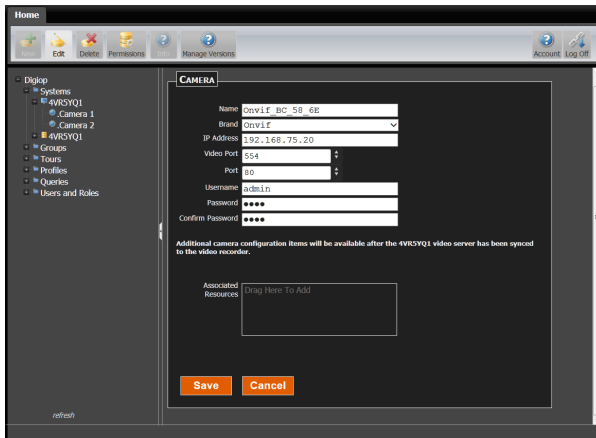 Home
New
Edit
Delete
Permissions
Info
Manage Versions
Account
Log Off
Digiop
Systems
4VR5YQ1
.Camera 1
.Camera 2
4VR5YQ1
Groups
Tours
Profiles
Queries
Users and Roles
refresh
CAMERA
Name Onvif_BC_58_6E
Brand Onvif
IP Address 192.168.75.20
Video Port 554
Port 80
Username admin
Password ●●●●
Confirm Password ●●●●
Additional camera configuration items will be available after the 4VR5YQ1 video server has been synced
to the video recorder.
Associated
Resources
Drag Here To Add
Save
Cancel